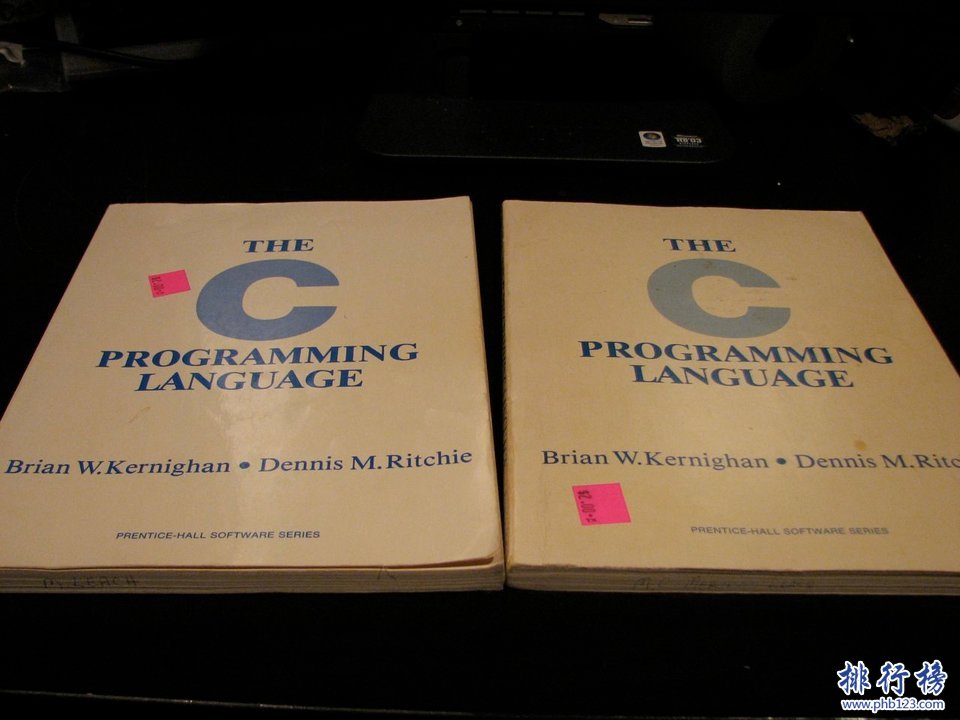 THE
C
PROGRAMMING
LANGUAGE
Brian W. Kernighan • Dennis M. Ritchie
PRENTICE-HALL SOFTWARE SERIES
M. LEACH
THE
C
PROGRAMMING
LANGUAGE
Brian W. Kernighan • Dennis M. Ritc
PRENTICE-HALL SOFTWARE SERIES
排行榜
www.phb123.com